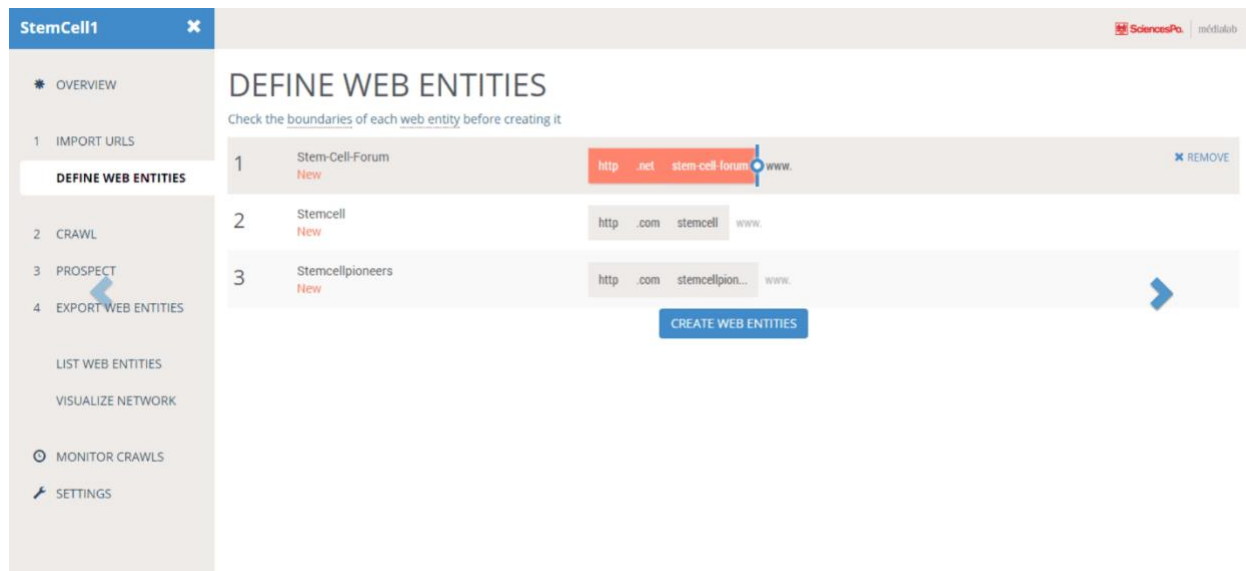 StemCell1 ✖
SciencesPo. | médialab
OVERVIEW
1 IMPORT URLS
DEFINE WEB ENTITIES
2 CRAWL
3 PROSPECT
4 EXPORT WEB ENTITIES
LIST WEB ENTITIES
VISUALIZE NETWORK
MONITOR CRAWLS
SETTINGS
DEFINE WEB ENTITIES
Check the boundaries of each web entity before creating it
1 Stem-Cell-Forum http .net stem-cell-forum www. ✖ REMOVE
New
2 Stemcell http .com stemcell www.
New
3 Stemcellpioneers http .com stemcellpion... www.
New
CREATE WEB ENTITIES